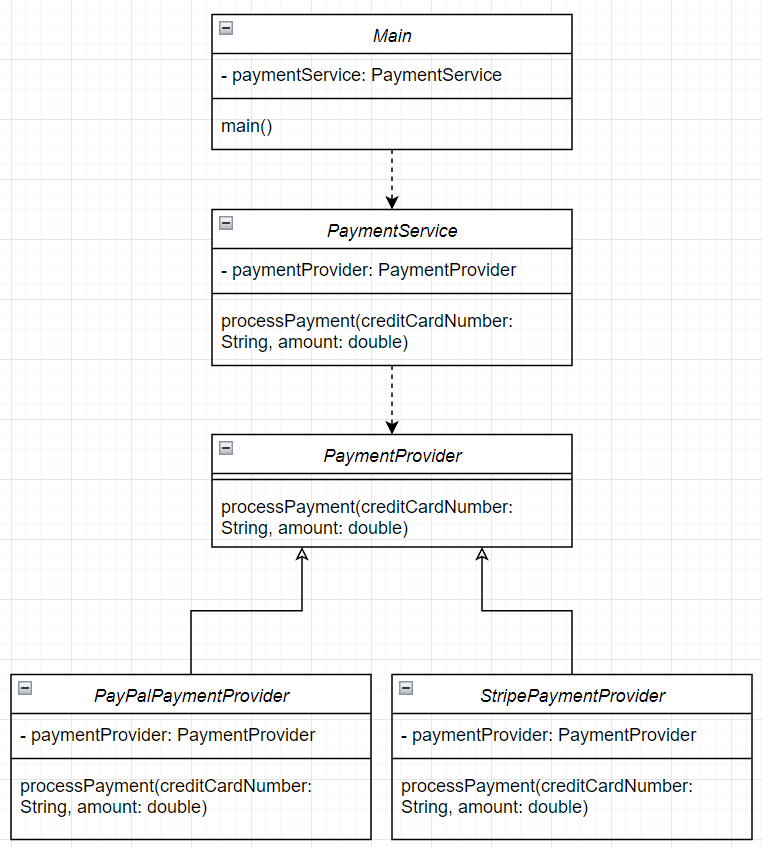 Main
- paymentService: PaymentService
main()
PaymentService
- paymentProvider: PaymentProvider
processPayment(creditCardNumber:
String, amount: double)
PaymentProvider
processPayment(creditCardNumber:
String, amount: double)
PayPalPaymentProvider
- paymentProvider: PaymentProvider
processPayment(creditCardNumber:
String, amount: double)
StripePaymentProvider
- paymentProvider: PaymentProvider
processPayment(creditCardNumber:
String, amount: double)